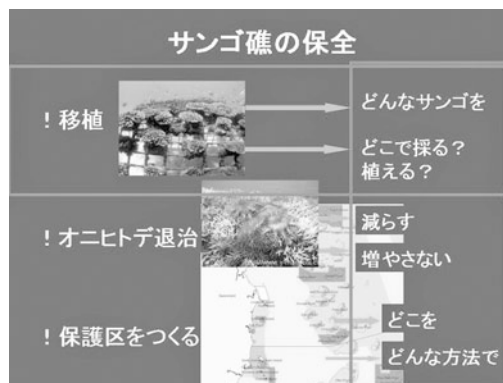 サンゴ礁の保全
！移植
どんなサンゴを
どこで採る？
植える？
！オニヒトデ退治
減らす
増やさない
！保護区をつくる
どこを
どんな方法で